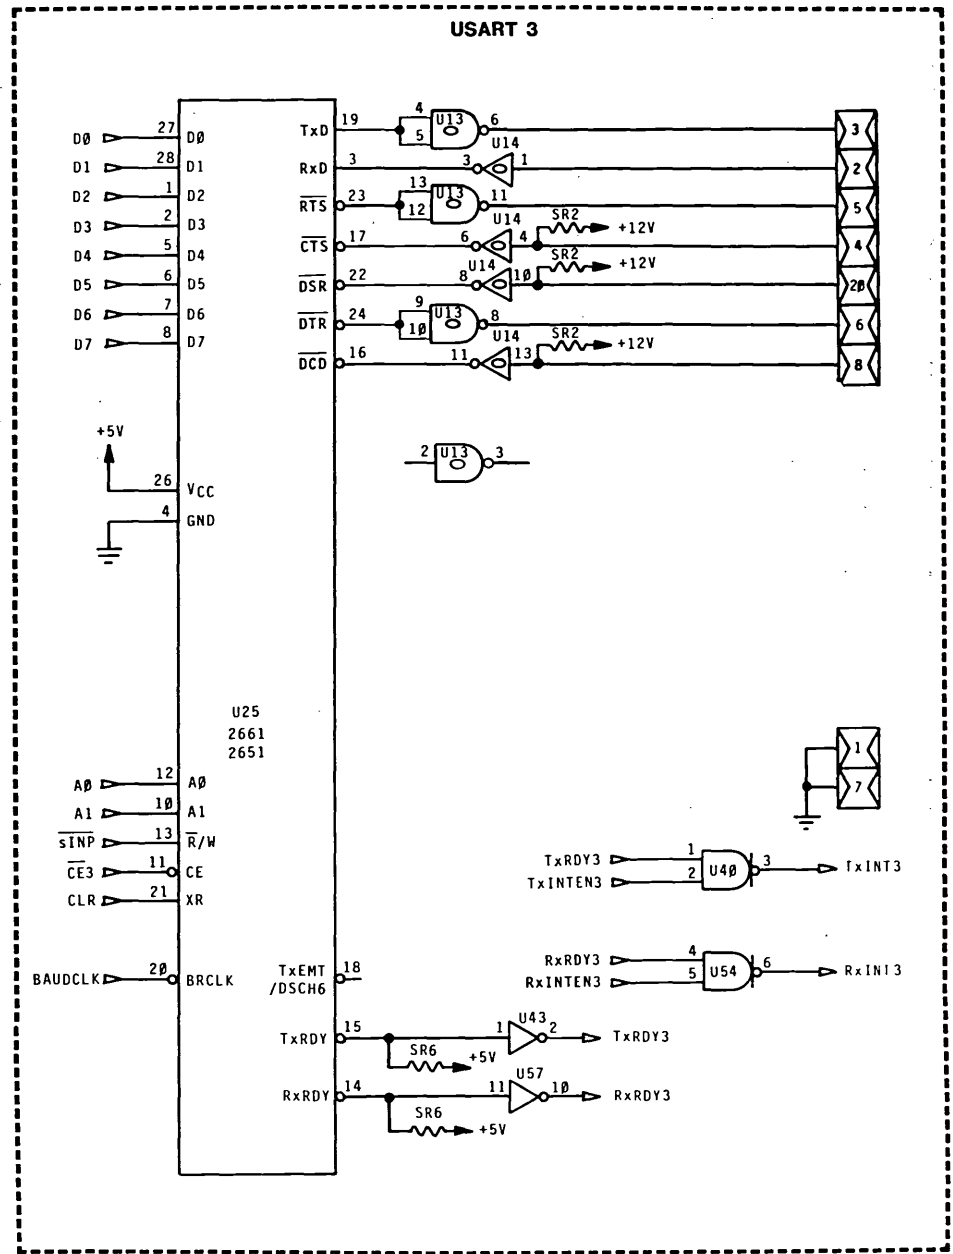 USART 3
D0 27 D0
D1 28 D1
D2 1 D2
D3 2 D3
D4 5 D4
D5 6 D5
D6 7 D6
D7 8 D7
+5V
26 VCC
4 GND
U25
2661
2651
A0 12 A0
A1 10 A1
sINP 13 R/W
CE3 11 CE
CLR 21 XR
BAUDCLK 20 BRCLK
TxD 19 4 5 U13 6 3
RxD 3 3 U14 1 2
RTS 23 13 12 U13 11 5
CTS 17 6 U14 4 SR2 +12V 4
DSR 22 8 U14 10 SR2 +12V 20
DTR 24 9 10 U13 8 6
DCD 16 11 U14 13 SR2 +12V 8
2 U13 3
1
7
TxRDY3 1
TxINTEN3 2 U40 3 TxINT3
RxRDY3 4
RxINTEN3 5 U54 6 RxINT3
TxEMT 18
/DSCH6
TxRDY 15 1 U43 2 TxRDY3
SR6 +5V
RxRDY 14 11 U57 10 RxRDY3
SR6 +5V